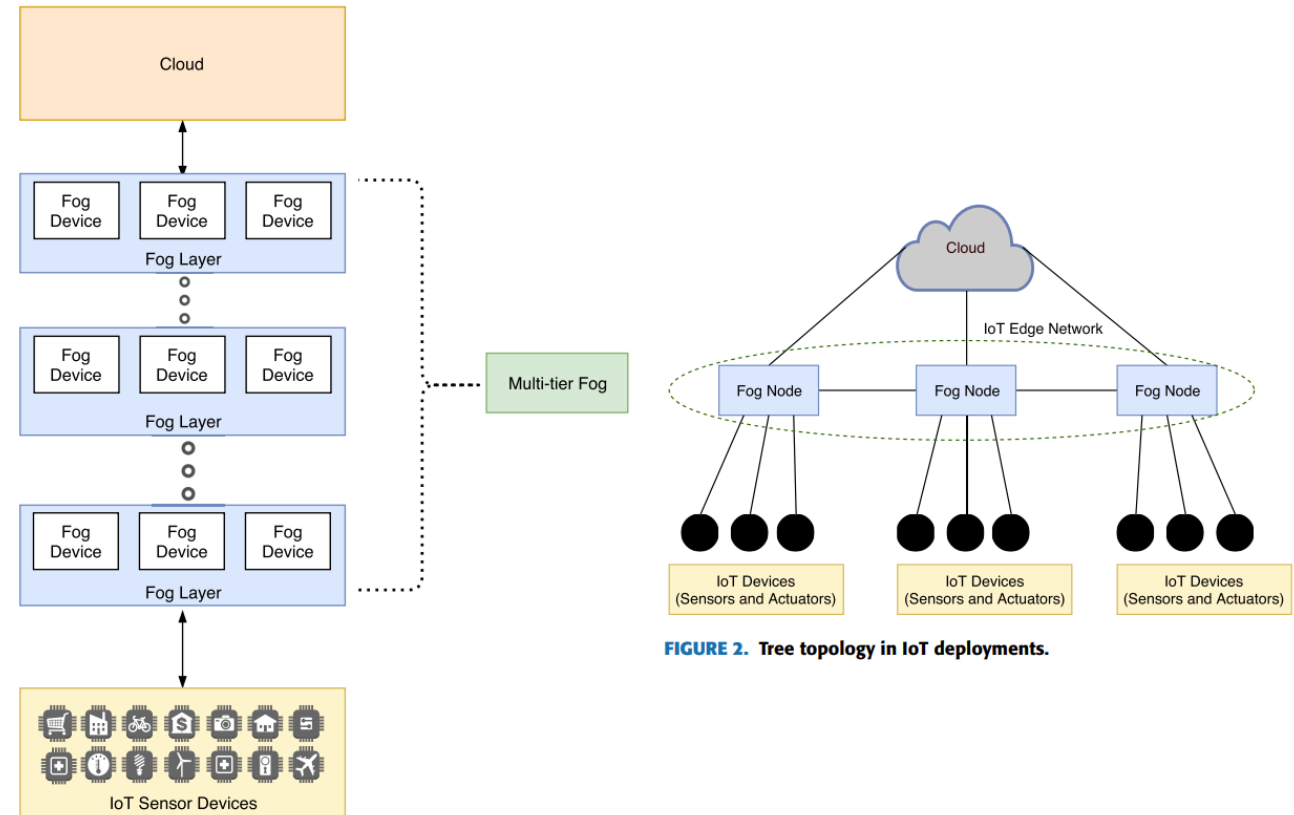 Cloud
Fog
Device
Fog
Device
Fog
Device
Fog Layer
Fog
Device
Fog
Device
Fog
Device
Fog Layer
Fog
Device
Fog
Device
Fog
Device
Fog Layer
IoT Sensor Devices
Multi-tier Fog
Cloud
IoT Edge Network
Fog Node
Fog Node
Fog Node
IoT Devices
(Sensors and Actuators)
IoT Devices
(Sensors and Actuators)
IoT Devices
(Sensors and Actuators)
FIGURE 2. Tree topology in IoT deployments.